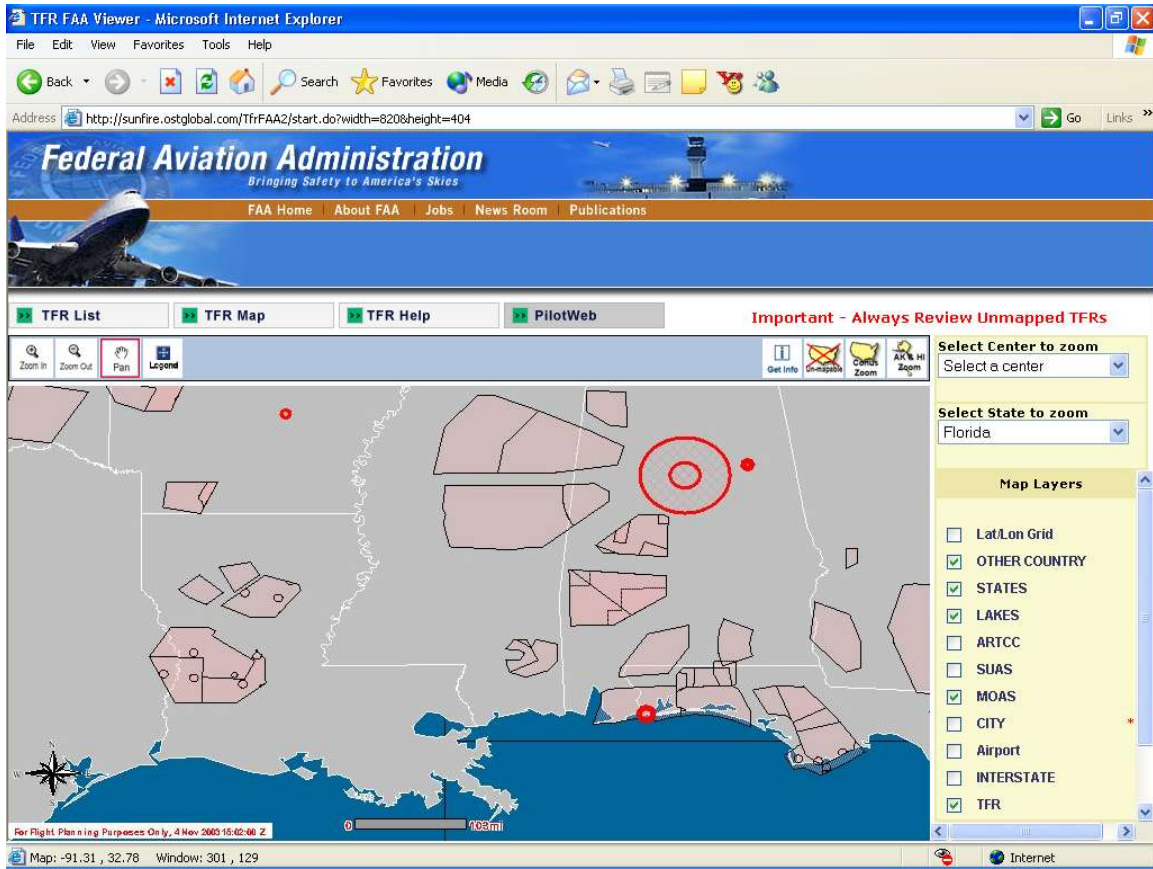 TFR FAA Viewer - Microsoft Internet Explorer
File Edit View Favorites Tools Help
Back Search Favorites Media
Address http://sunfire.ostglobal.com/TfrFAA2/start.do?width=820&height=404 Go Links »
Federal Aviation Administration
Bringing Safety to America's Skies
FAA Home About FAA Jobs News Room Publications
TFR List TFR Map TFR Help PilotWeb Important - Always Review Unmapped TFRs
Zoom In Zoom Out Pan Legend Get Info Un-mapable Conus Zoom AK & HI Zoom
Select Center to zoom
Select a center
Select State to zoom
Florida
Map Layers
Lat/Lon Grid
OTHER COUNTRY
STATES
LAKES
ARTCC
SUAS
MOAS
CITY *
Airport
INTERSTATE
TFR
N
W E
S
For Flight Planning Purposes Only, 4 Nov 2003 15:02:00 Z
0 103mi
Map: -91.31 , 32.78 Window: 301 , 129 Internet